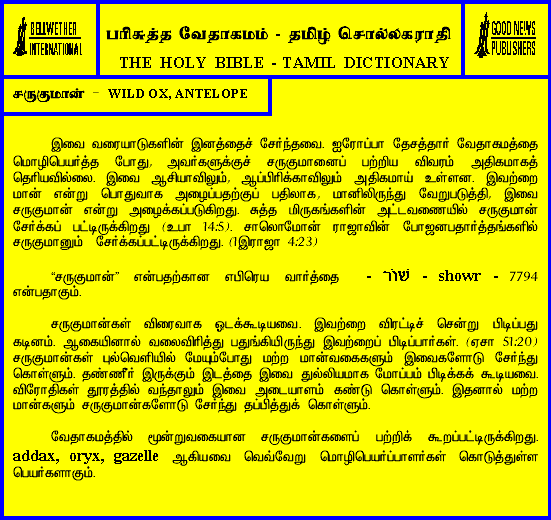 BELLWETHER
INTERNATIONAL
பரிசுத்த வேதாகமம் - தமிழ் சொல்லகராதி
THE HOLY BIBLE - TAMIL DICTIONARY
GOOD NEWS
PUBLISHERS
சருகுமான் – WILD OX, ANTELOPE
இவை வரையாடுகளின் இனத்தைச் சேர்ந்தவை. ஐரோப்பா தேசத்தார் வேதாகமத்தை
மொழிபெயர்த்த போது, அவர்களுக்குச் சருகுமானைப் பற்றிய விவரம் அதிகமாகத்
தெரியவில்லை. இவை ஆசியாவிலும், ஆப்பிரிக்காவிலும் அதிகமாய் உள்ளன. இவற்றை
மான் என்று பொதுவாக அழைப்பதற்குப் பதிலாக, மானிலிருந்து வேறுபடுத்தி, இவை
சருகுமான் என்று அழைக்கப்படுகிறது. சுத்த மிருகங்களின் அட்டவணையில் சருகுமான்
சேர்க்கப் பட்டிருக்கிறது (உபா 14:5). சாலொமோன் ராஜாவின் போஜனபதார்த்தங்களில்
சருகுமானும் சேர்க்கப்பட்டிருக்கிறது. (1இராஜா 4:23)
“சருகுமான்” என்பதற்கான எபிரெய வார்த்தை - שׁוֹר - showr - 7794
என்பதாகும்.
சருகுமான்கள் விரைவாக ஓடக்கூடியவை. இவற்றை விரட்டிச் சென்று பிடிப்பது
கடினம். ஆகையினால் வலைவிரித்து பதுங்கியிருந்து இவற்றைப் பிடிப்பார்கள். (ஏசா 51:20)
சருகுமான்கள் புல்வெளியில் மேயும்போது மற்ற மான்வகைகளும் இவைகளோடு சேர்ந்து
கொள்ளும். தண்ணீர் இருக்கும் இடத்தை இவை துல்லியமாக மோப்பம் பிடிக்கக் கூடியவை.
விரோதிகள் தூரத்தில் வந்தாலும் இவை அடையாளம் கண்டு கொள்ளும். இதனால் மற்ற
மான்களும் சருகுமான்களோடு சேர்ந்து தப்பித்துக் கொள்ளும்.
வேதாகமத்தில் மூன்றுவகையான சருகுமான்களைப் பற்றிக் கூறப்பட்டிருக்கிறது.
addax, oryx, gazelle ஆகியவை வெவ்வேறு மொழிபெயர்ப்பாளர்கள் கொடுத்துள்ள
பெயர்களாகும்.